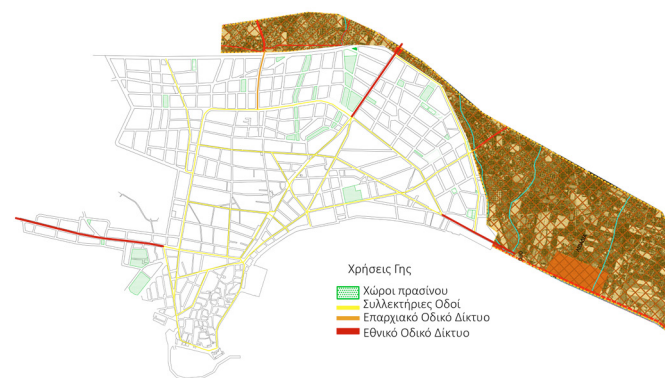 Χρήσεις Γης
Χώροι πρασίνου
Συλλεκτήριες Οδοί
Επαρχιακό Οδικό Δίκτυο
Εθνικό Οδικό Δίκτυο